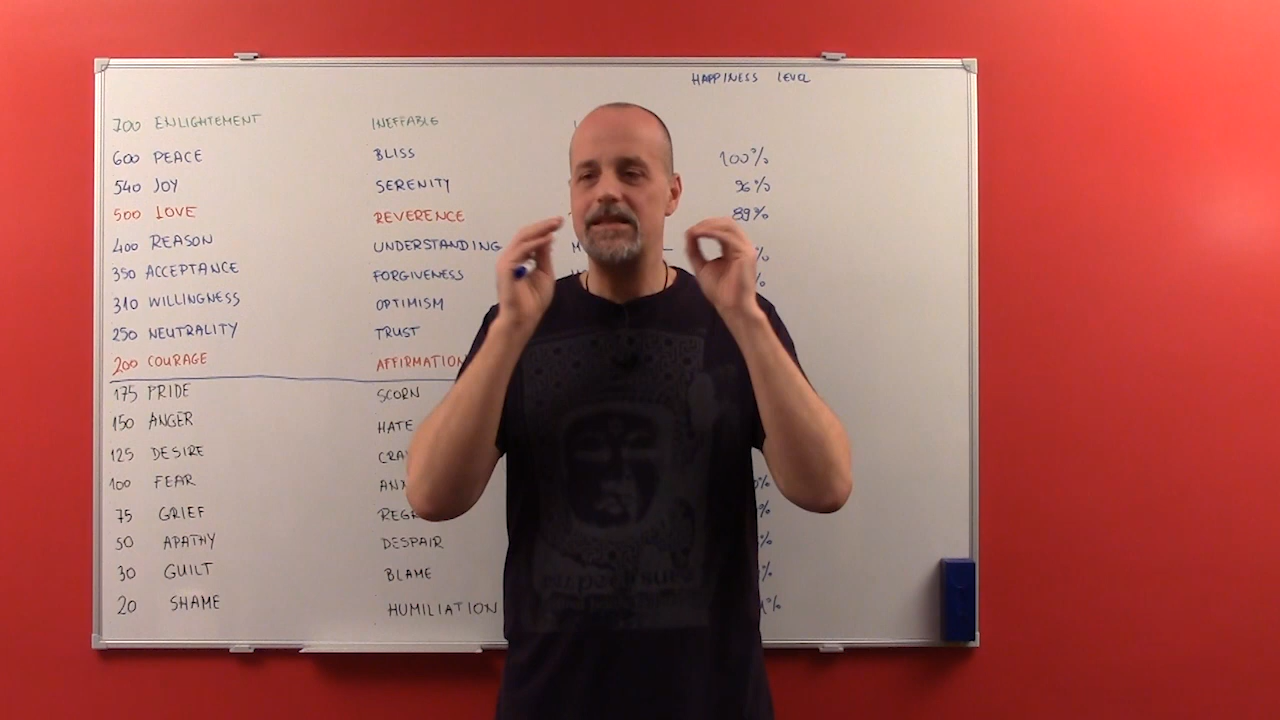 HAPPINESS LEVEL
700 ENLIGHTEMENT INEFFABLE
600 PEACE BLISS 100%
540 JOY SERENITY 96%
500 LOVE REVERENCE 89%
400 REASON UNDERSTANDING %
350 ACCEPTANCE FORGIVENESS %
310 WILLINGNESS OPTIMISM
250 NEUTRALITY TRUST
200 COURAGE AFFIRMATION
175 PRIDE SCORN
150 ANGER HATE
125 DESIRE
100 FEAR
75 GRIEF
50 APATHY DESPAIR %
30 GUILT BLAME
20 SHAME HUMILIATION